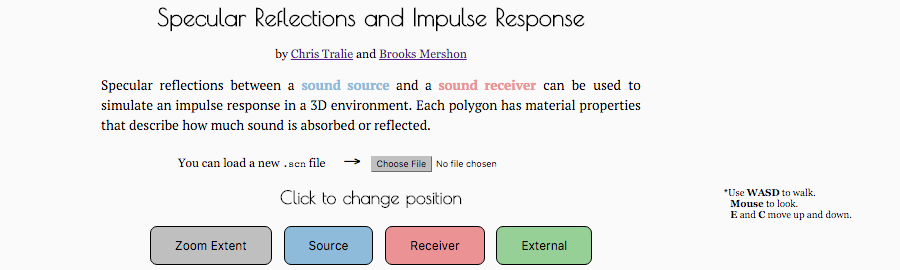 Specular Reflections and Impulse Response
by Chris Tralie and Brooks Mershon
Specular reflections between a sound source and a sound receiver can be used to
simulate an impulse response in a 3D environment. Each polygon has material properties
that describe how much sound is absorbed or reflected.
You can load a new .scn file → Choose File No file chosen
Click to change position
*Use WASD to walk.
Mouse to look.
E and C move up and down.
Zoom Extent Source Receiver External